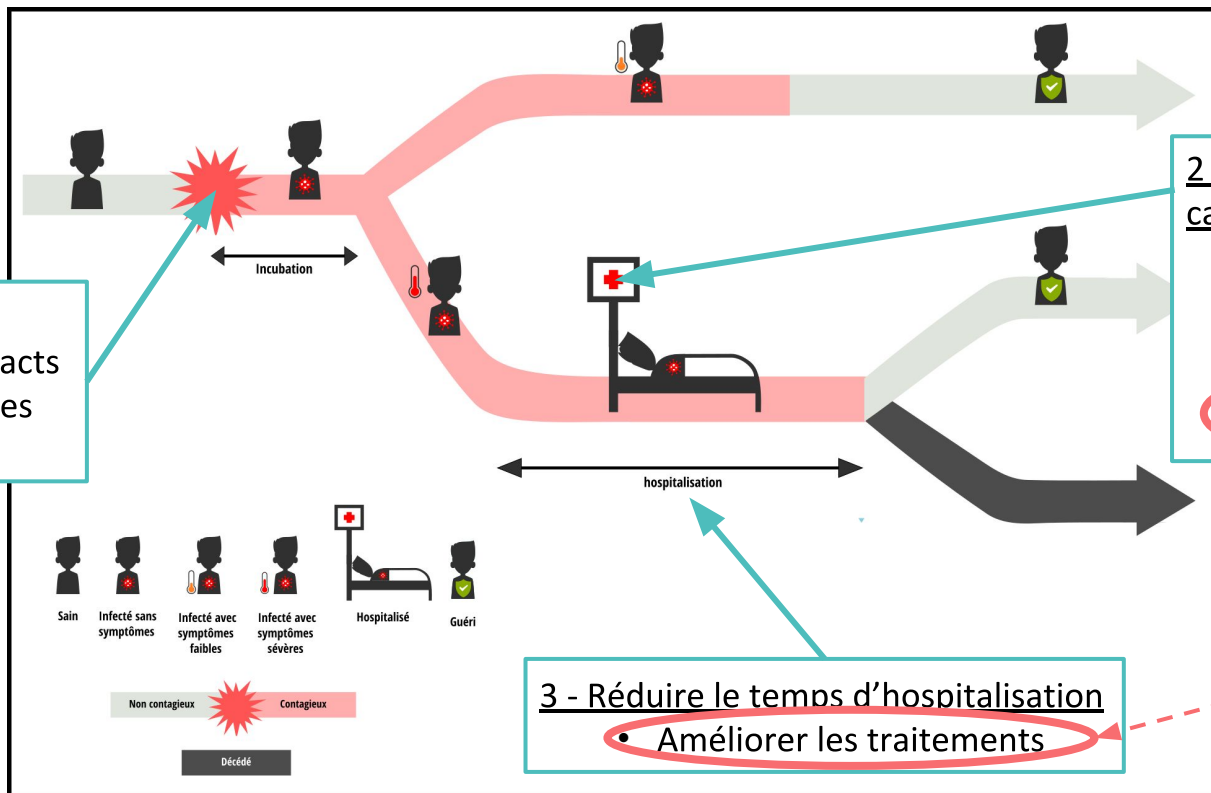 2
ca
Incubation
acts
es
hospitalisation
Sain
Infecté sans
symptômes
Infecté avec
symptômes
faibles
Infecté avec
symptômes
sévères
Hospitalisé
Guéri
Non contagieux
Contagieux
Décédé
3 - Réduire le temps d’hospitalisation
• Améliorer les traitements